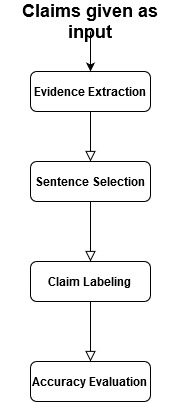 Claims given as
input
Evidence Extraction
Sentence Selection
Claim Labeling
Accuracy Evaluation